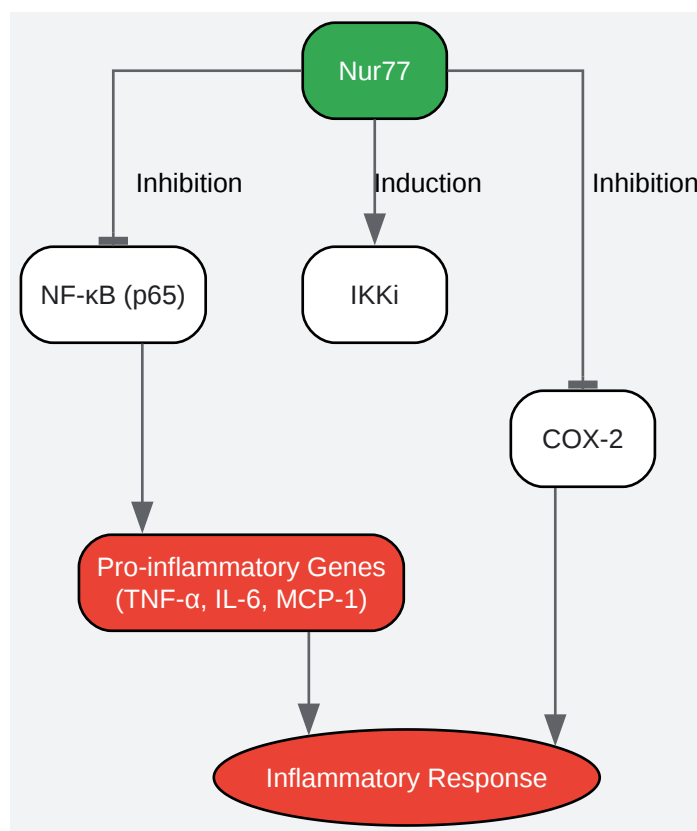 Nur77
Inhibition
Induction
Inhibition
NF-κB (p65)
IKKi
COX-2
Pro-inflammatory Genes
(TNF-α, IL-6, MCP-1)
Inflammatory Response